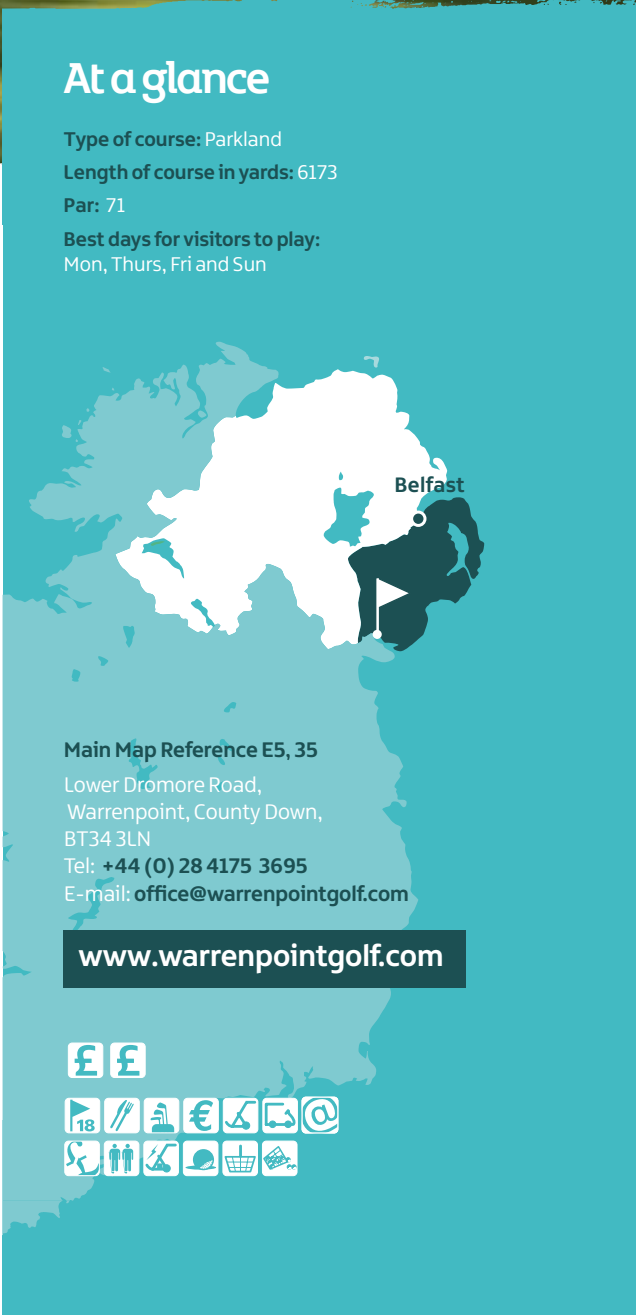 At a glance
Type of course: Parkland
Length of course in yards: 6173
Par: 71
Best days for visitors to play:
Mon, Thurs, Fri and Sun
Belfast
Main Map Reference E5, 35
Lower Dromore Road,
Warrenpoint, County Down,
BT34 3LN
Tel: +44 (0) 28 4175 3695
E-mail: office@warrenpointgolf.com
www.warrenpointgolf.com
£ £
18 € @